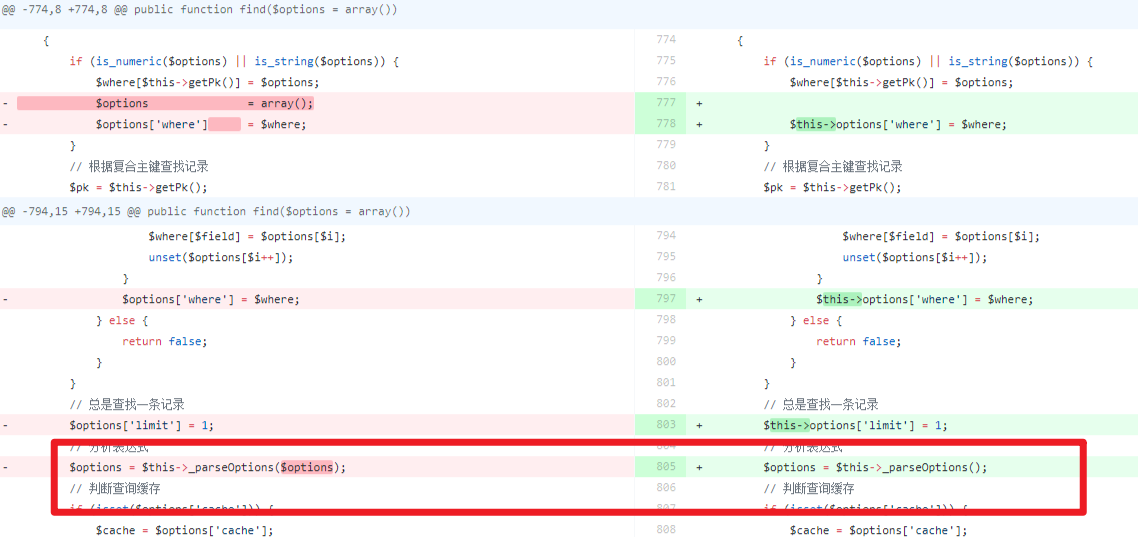 @@ -774,8 +774,8 @@ public function find($options = array())
{ 774 {
if (is_numeric($options) || is_string($options)) { 775 if (is_numeric($options) || is_string($options)) {
$where[$this->getPk()] = $options; 776 $where[$this->getPk()] = $options;
- $options = array(); 777 +
- $options['where'] = $where; 778 + $this->options['where'] = $where;
} 779 }
// 根据复合主键查找记录 780 // 根据复合主键查找记录
$pk = $this->getPk(); 781 $pk = $this->getPk();
@@ -794,15 +794,15 @@ public function find($options = array())
$where[$field] = $options[$i]; 794 $where[$field] = $options[$i];
unset($options[$i++]); 795 unset($options[$i++]);
} 796 }
- $options['where'] = $where; 797 + $this->options['where'] = $where;
} else { 798 } else {
return false; 799 return false;
} 800 }
} 801 }
// 总是查找一条记录 802 // 总是查找一条记录
- $options['limit'] = 1; 803 + $this->options['limit'] = 1;
// 分析表达式 804 // 分析表达式
- $options = $this->_parseOptions($options); 805 + $options = $this->_parseOptions();
// 判断查询缓存 806 // 判断查询缓存
if (isset($options['cache'])) { 807 if (isset($options['cache'])) {
$cache = $options['cache']; 808 $cache = $options['cache'];